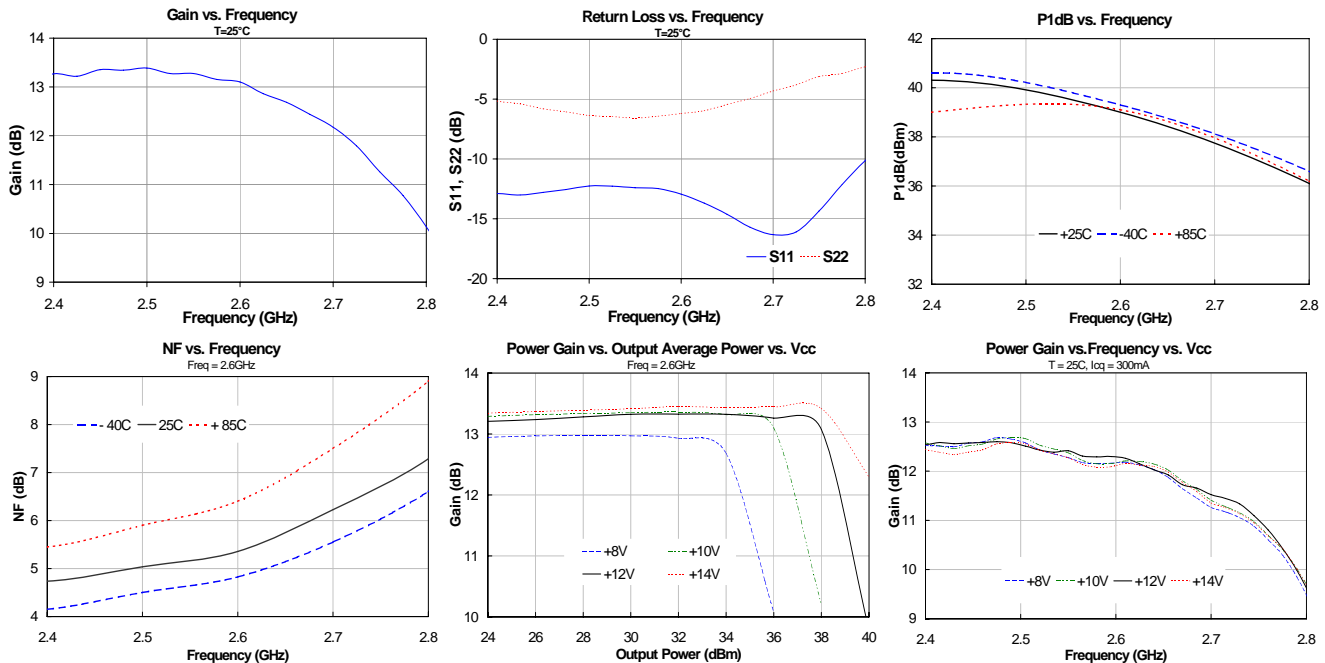 Gain vs. Frequency
T=25°C
14
13
12
11
10
9
Gain (dB)
2.4
2.5
2.6
2.7
2.8
Frequency (GHz)
Return Loss vs. Frequency
T=25°C
0
-5
-10
-15
-20
S11, S22 (dB)
S11
S22
2.4
2.5
2.6
2.7
2.8
Frequency (GHz)
P1dB vs. Frequency
42
40
38
36
34
32
P1dB(dBm)
+25C
-40C
+85C
2.4
2.5
2.6
2.7
2.8
Frequency (GHz)
NF vs. Frequency
Freq = 2.6GHz
9
8
7
6
5
4
NF (dB)
- 40C
25C
+ 85C
2.4
2.5
2.6
2.7
2.8
Frequency (GHz)
Power Gain vs. Output Average Power vs. Vcc
Freq = 2.6GHz
14
13
12
11
10
Gain (dB)
+8V
+10V
+12V
+14V
24
26
28
30
32
34
36
38
40
Output Power (dBm)
Power Gain vs.Frequency vs. Vcc
T = 25C, Icq = 300mA
14
13
12
11
10
9
Gain (dB)
+8V
+10V
+12V
+14V
2.4
2.5
2.6
2.7
2.8
Frequency (GHz)